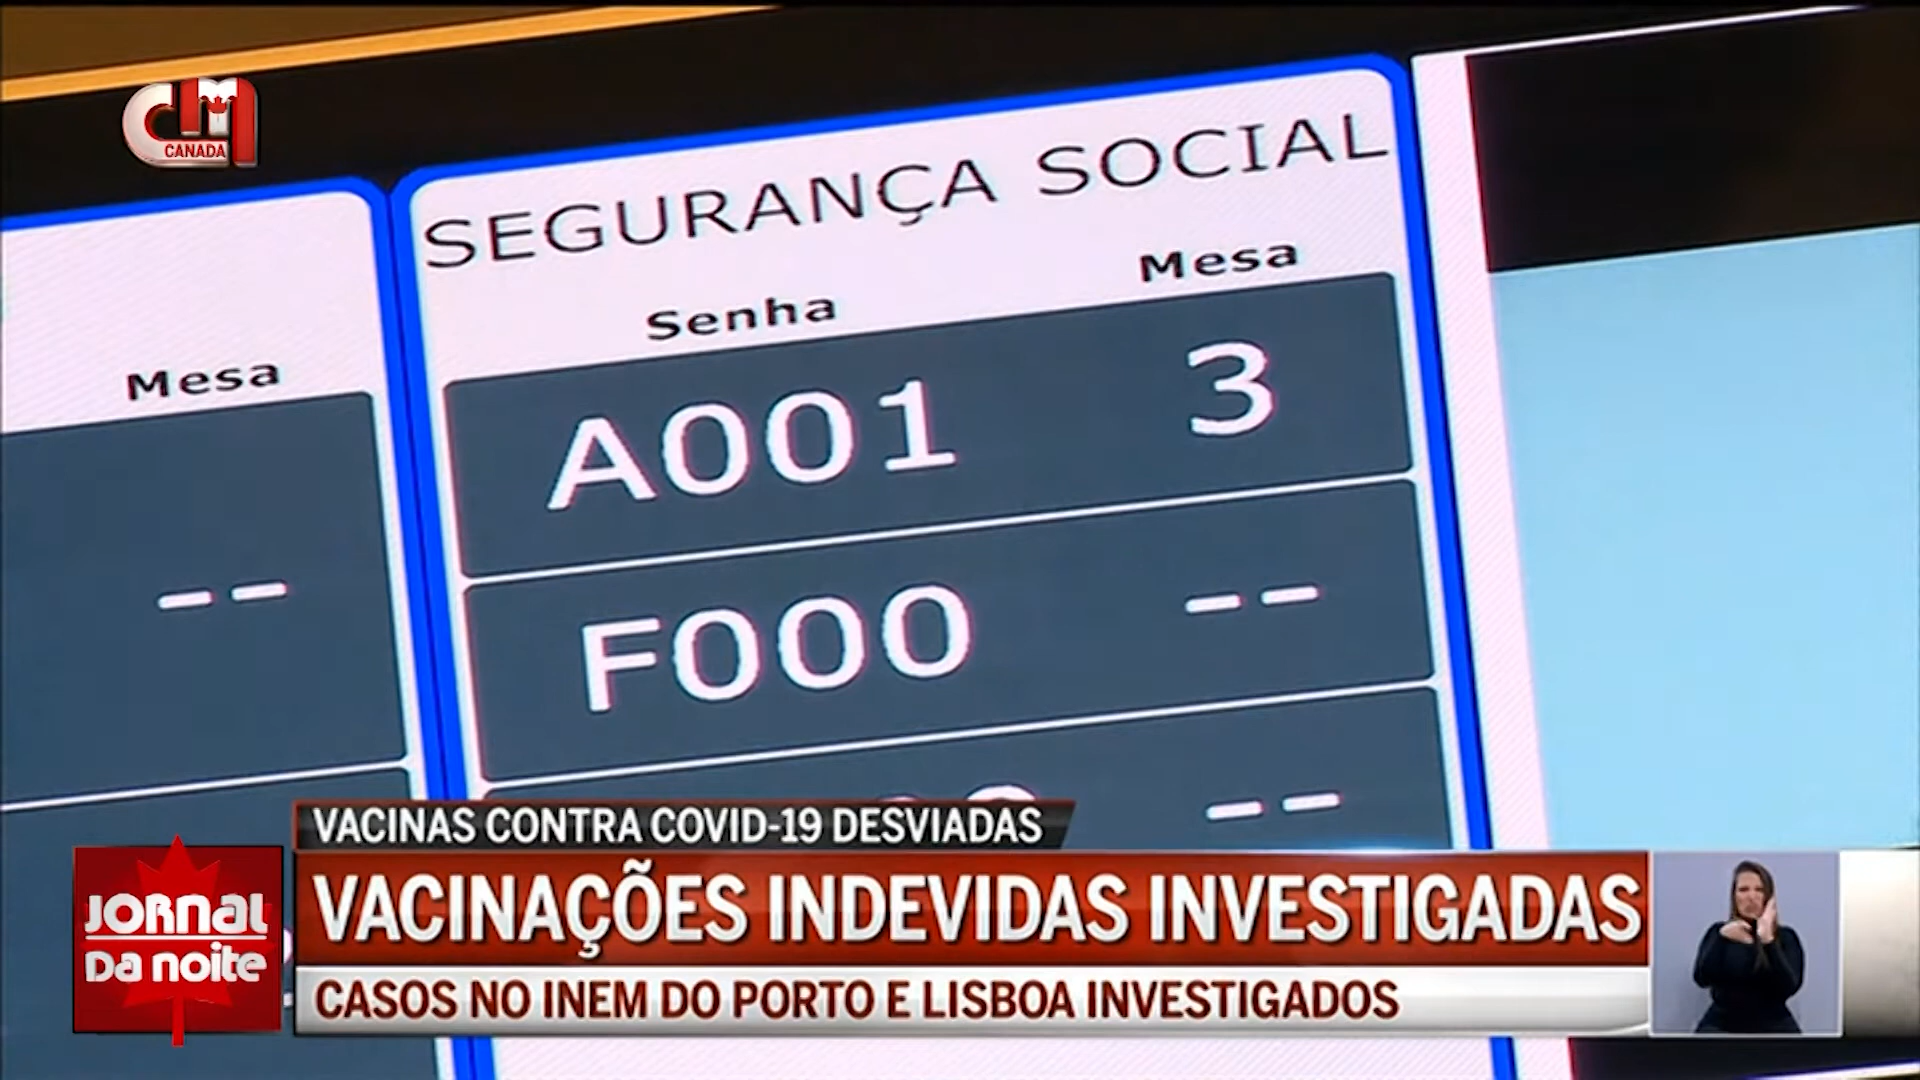 CM
CANADA
SEGURANÇA SOCIAL
Senha Mesa
Mesa
A001 3
F000 --
--
--
VACINAS CONTRA COVID-19 DESVIADAS
VACINAÇÕES INDEVIDAS INVESTIGADAS
CASOS NO INEM DO PORTO E LISBOA INVESTIGADOS
JORNAL
DA NOITE